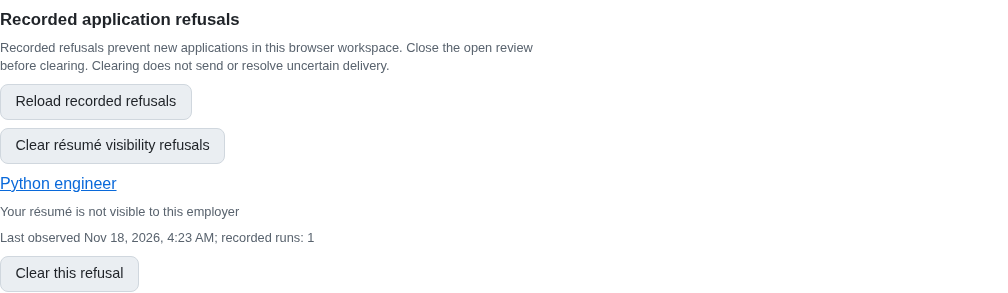 Recorded application refusals
Recorded refusals prevent new applications in this browser workspace. Close the open review
before clearing. Clearing does not send or resolve uncertain delivery.
Reload recorded refusals
Clear résumé visibility refusals
Python engineer
Your résumé is not visible to this employer
Last observed Nov 18, 2026, 4:23 AM; recorded runs: 1
Clear this refusal